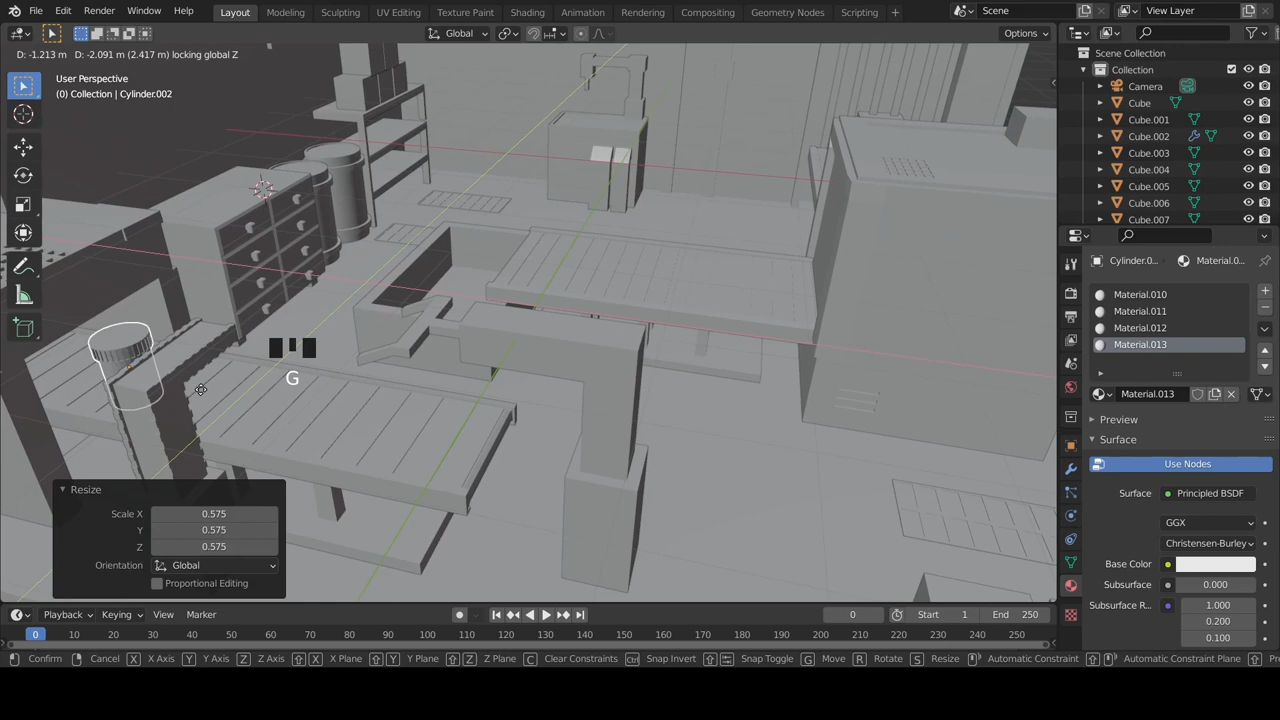 File Edit Render Window Help Layout Modeling Sculpting UV Editing Texture Paint Shading Animation Rendering Compositing Geometry Nodes Scripting + Scene View Layer
Global Options
D: -1.213 m D: -2.091 m (2.417 m) locking global Z
User Perspective
(0) Collection | Cylinder.002
G
Resize
Scale X 0.575
Y 0.575
Z 0.575
Orientation Global
Proportional Editing
Scene Collection
Collection
Camera
Cube
Cube.001
Cube.002
Cube.003
Cube.004
Cube.005
Cube.006
Cube.007
Cylinder.0... Material.0...
Material.010
Material.011
Material.012
Material.013
Material.013
Preview
Surface
Use Nodes
Surface Principled BSDF
GGX
Christensen-Burley
Base Color
Subsurface 0.000
Subsurface R... 1.000
0.200
0.100
Playback Keying View Marker 0 Start 1 End 250
0 10 20 30 40 50 60 70 80 90 100 110 120 130 140 150 160 170 180 190 200 210 220 230 240 250
Confirm Cancel X X Axis Y Y Axis Z Z Axis X X Plane Y Y Plane Z Z Plane C Clear Constraints Ctrl Snap Invert Snap Toggle G Move R Rotate S Resize Automatic Constraint Automatic Constraint Plane